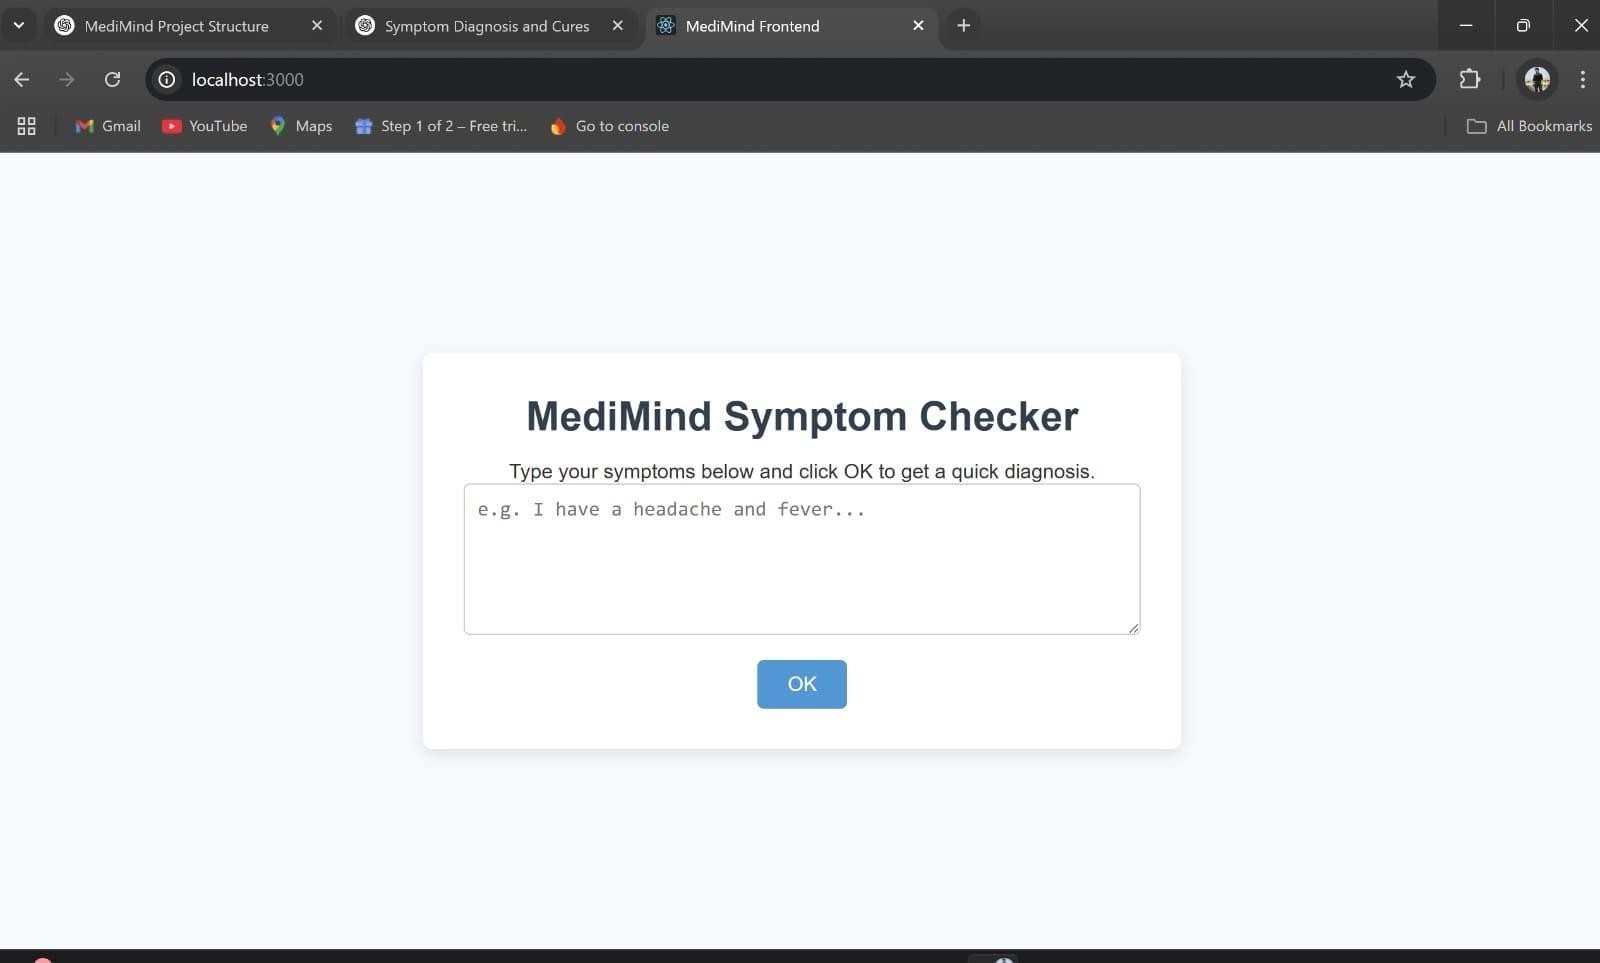 MediMind Project Structure
Symptom Diagnosis and Cures
MediMind Frontend
localhost:3000
Gmail
YouTube
Maps
Step 1 of 2 – Free tri...
Go to console
All Bookmarks
MediMind Symptom Checker
Type your symptoms below and click OK to get a quick diagnosis.
e.g. I have a headache and fever...
OK